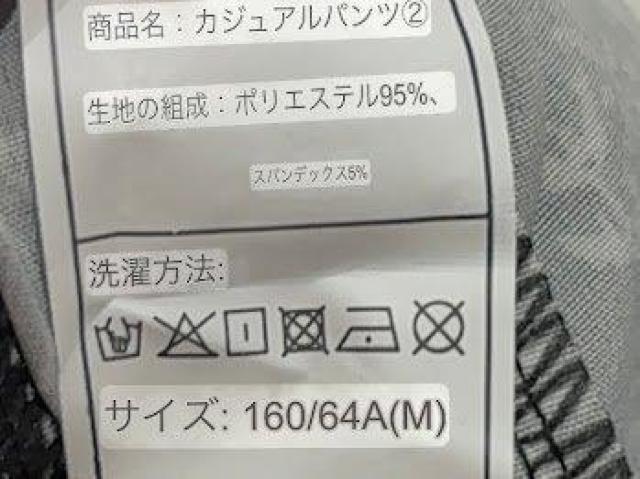 商品名：カジュアルパンツ②
生地の組成：ポリエステル95%、
スパンデックス5%
洗濯方法:
サイズ: 160/64A(M)